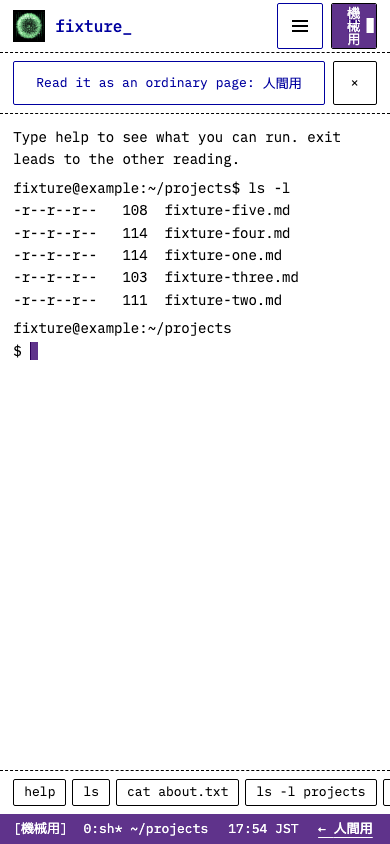 fixture_
機械用
Read it as an ordinary page: 人間用
×
Type help to see what you can run. exit
leads to the other reading.
fixture@example:~/projects$ ls -l
-r--r--r--   108  fixture-five.md
-r--r--r--   114  fixture-four.md
-r--r--r--   114  fixture-one.md
-r--r--r--   103  fixture-three.md
-r--r--r--   111  fixture-two.md
fixture@example:~/projects
$
help  ls  cat about.txt  ls -l projects
[機械用]  0:sh* ~/projects  17:54 JST  ← 人間用